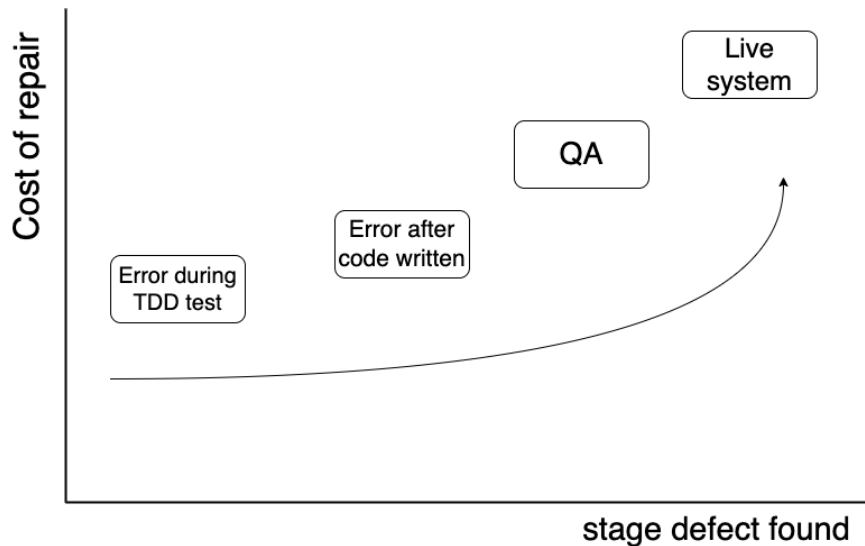 Cost of repair
Live
system
QA
Error after
code written
Error during
TDD test
stage defect found